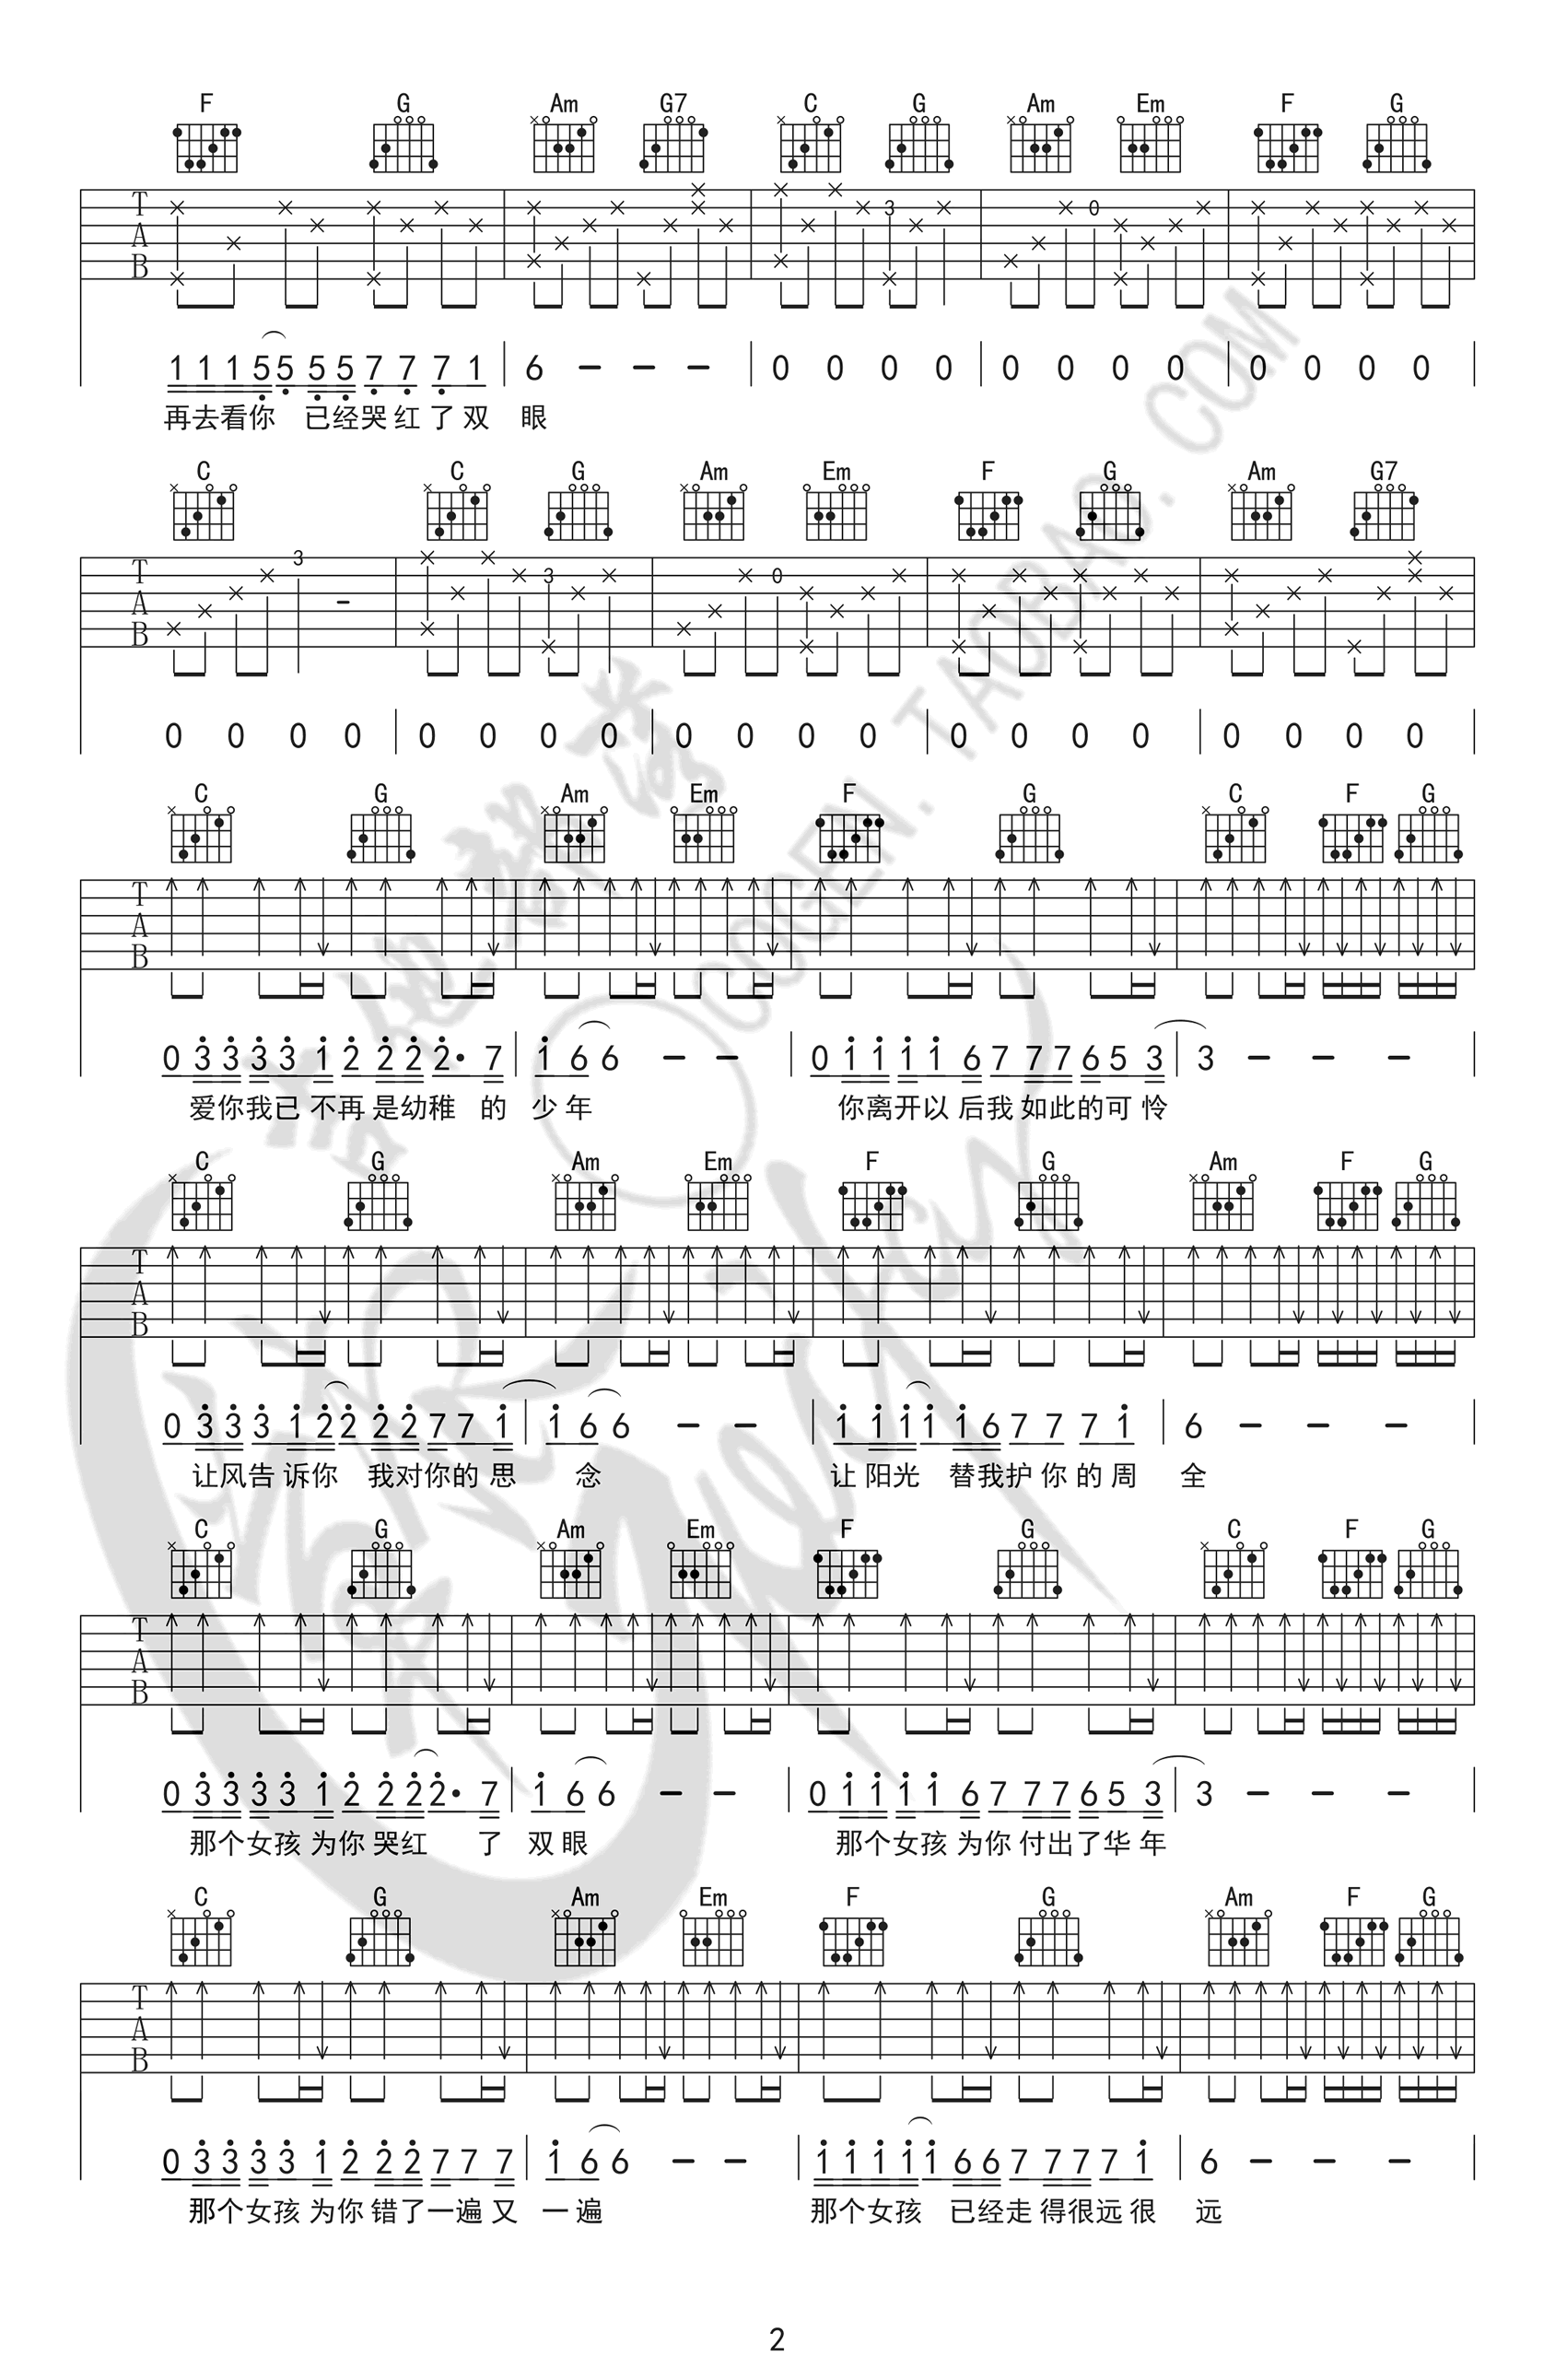 F G Am G7 C G Am Em F G
T A B
3 0
1 1 1 5 5 5 5 7 7 7 1 | 6 - - - | 0 0 0 0 | 0 0 0 0 | 0 0 0 0
再去看你 已经哭红了双 眼
C C G Am Em F G Am G7
T A B
3 - 3 0
0 0 0 0 | 0 0 0 0 | 0 0 0 0 | 0 0 0 0 | 0 0 0 0
C G Am Em F G C F G
T A B
0 3 3 3 3 1 2 2 2 2· 7 | 1 6 6 - - | 0 1 1 1 1 6 7 7 7 6 5 3 | 3 - - -
爱你我已 不再是幼稚 的 少年 你离开以 后我如此的可怜
C G Am Em F G Am F G
T A B
0 3 3 3 1 2 2 2 2 7 7 1 | 1 6 6 - - | 1 1 1 1 1 6 7 7 7 1 | 6 - - -
让风告诉你 我对你的思 念 让阳光 替我护你的周 全
C G Am Em F G C F G
T A B
0 3 3 3 3 1 2 2 2 2· 7 | 1 6 6 - - | 0 1 1 1 1 6 7 7 7 6 5 3 | 3 - - -
那个女孩 为你哭红 了 双眼 那个女孩 为你付出了华年
C G Am Em F G Am F G
T A B
0 3 3 3 3 1 2 2 2 7 7 7 | 1 6 6 - - | 1 1 1 1 1 6 6 7 7 7 7 1 | 6 - - -
那个女孩 为你错了一遍又 一遍 那个女孩 已经走得很远很 远
2
吉他部落
COGEN.TAOBAO.COM